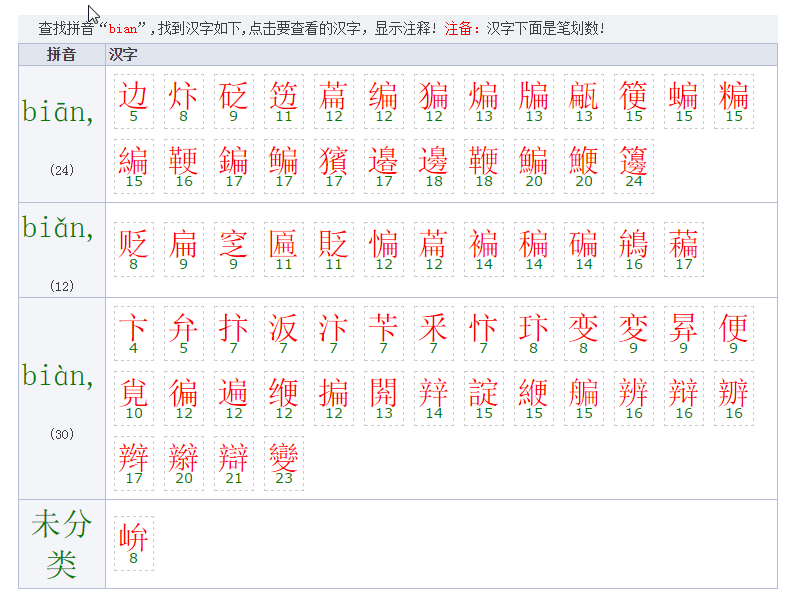 查找拼音“bian”,找到汉字如下,点击要查看的汉字，显示注释！注备：汉字下面是笔划数！
拼音 汉字
biān,
(24)
边 炞 砭 笾 萹 编 猵 煸 牑 甂 箯 蝙 糄
5 8 9 11 12 12 12 13 13 13 15 15 15
編 鞕 鍽 鳊 獱 邉 邊 鞭 鯿 鯾 籩
15 16 17 17 17 17 18 18 20 20 24
biǎn,
(12)
贬 扁 窆 匾 貶 惼 萹 褊 稨 碥 鴘 藊
8 9 9 11 11 12 12 14 14 14 16 17
biàn,
(30)
卞 弁 抃 汳 汴 苄 釆 忭 玣 变 変 昪 便
4 5 7 7 7 7 7 7 8 8 9 9 9
覍 徧 遍 缏 揙 閞 辡 諚 緶 艑 辨 辩 辧
10 12 12 12 12 13 14 15 15 15 16 16 16
辫 辮 辯 變
17 20 21 23
未分
类
峅
8